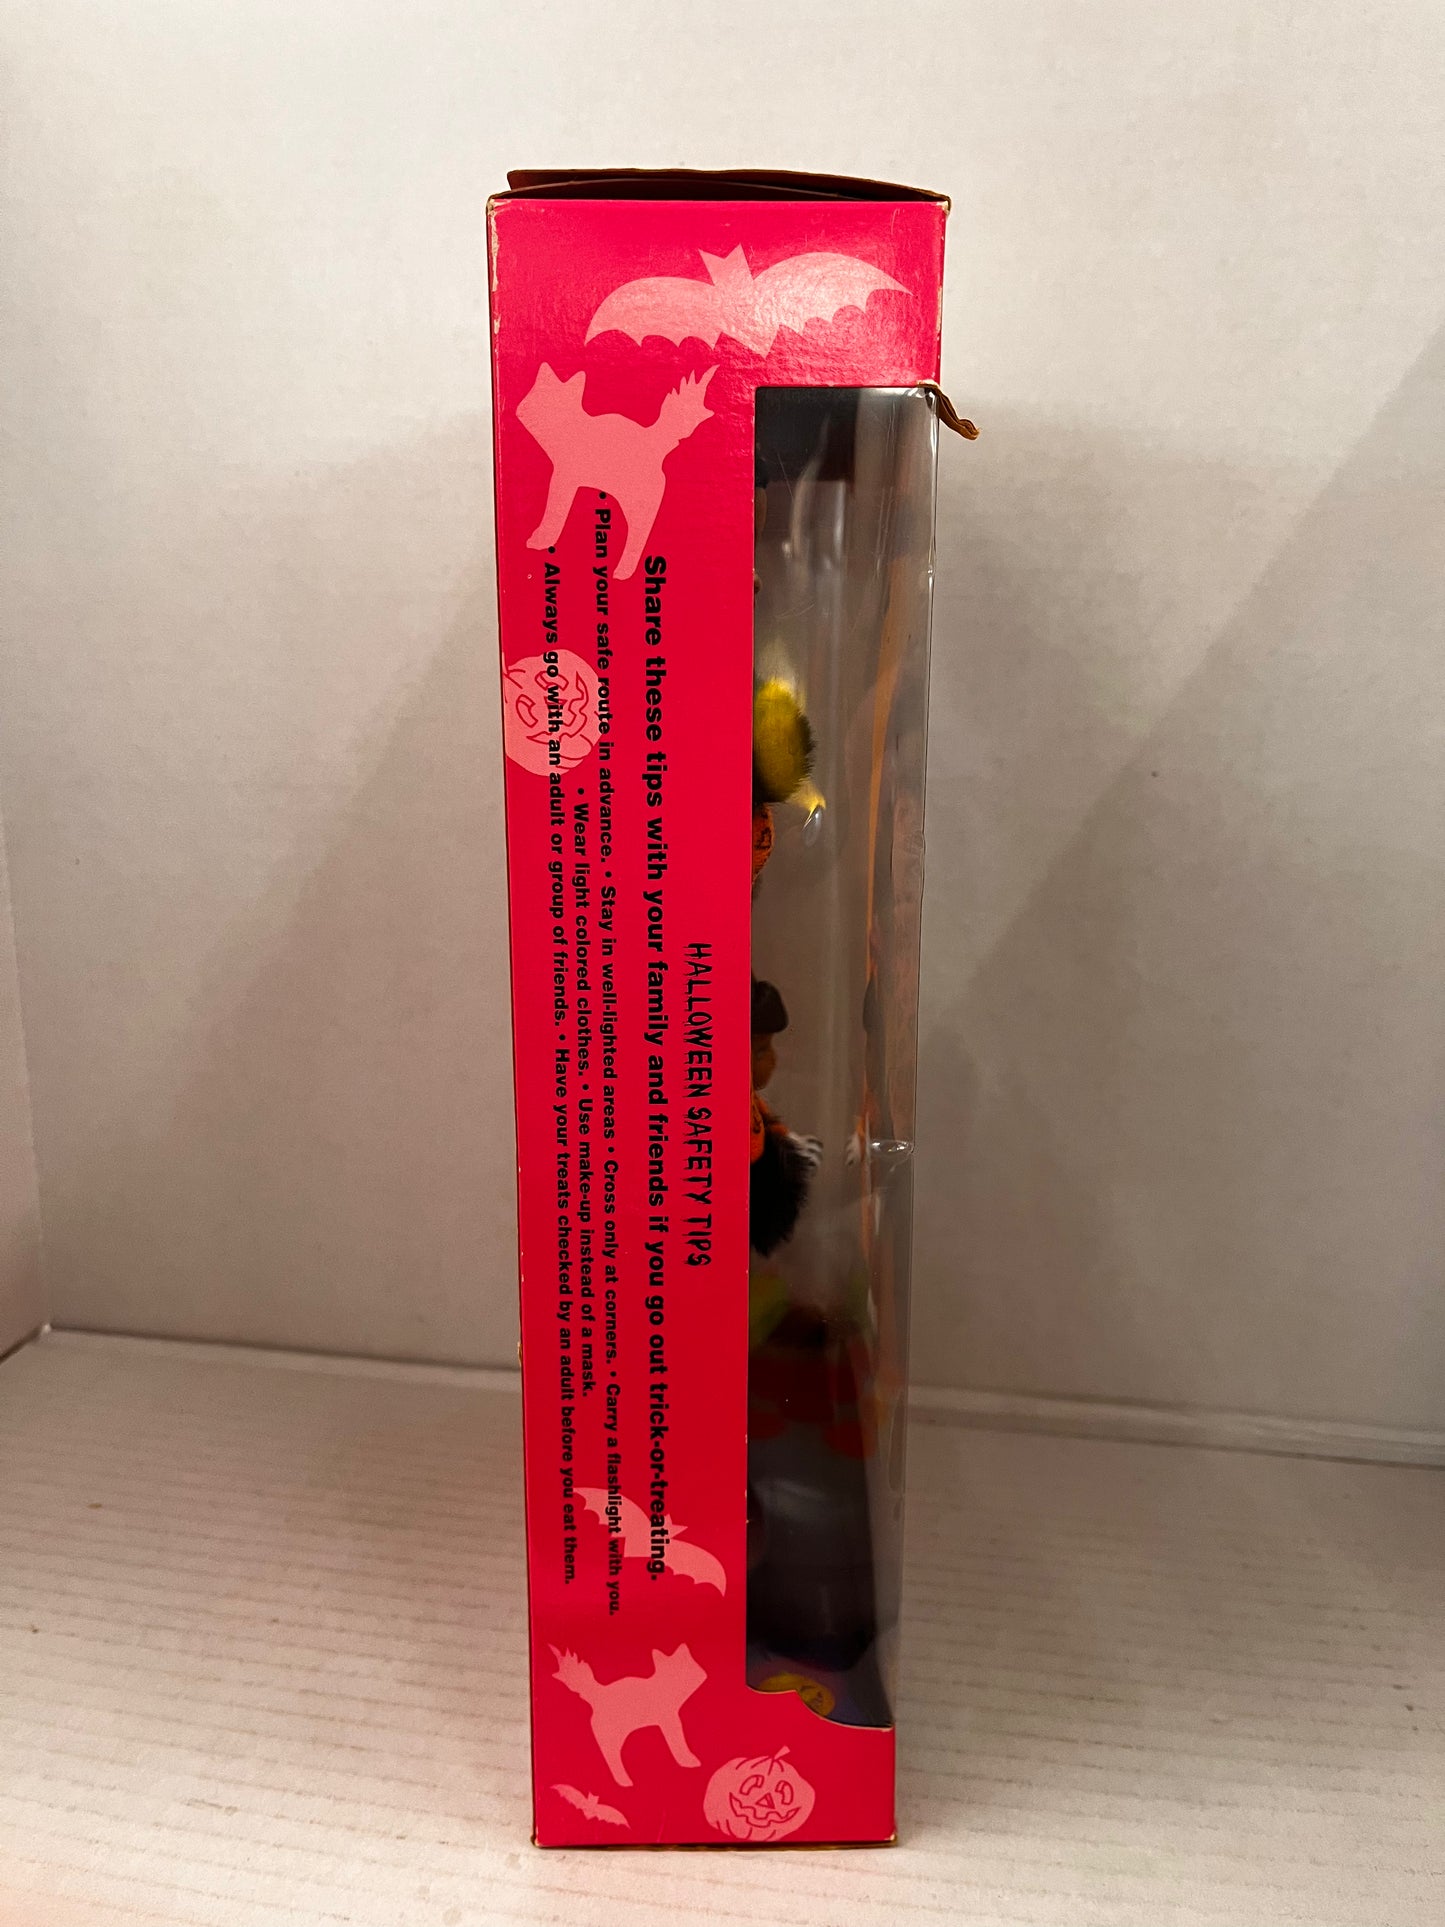 HALLOWEEN SAFETY TIPS
Share these tips with your family and friends if you go out trick-or-treating.
• Plan your safe route in advance. • Stay in well-lighted areas • Cross only at corners. • Carry a flashlight with you.
• Wear light colored clothes. • Use make-up instead of a mask.
• Always go with an adult or group of friends. • Have your treats checked by an adult before you eat them.